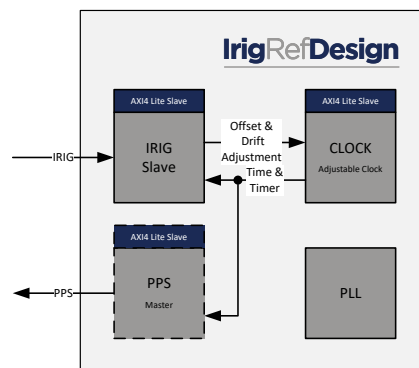 IrigRefDesign
AXI4 Lite Slave
IRIG
Slave
Offset &
Drift
Adjustment
Time &
Timer
AXI4 Lite Slave
CLOCK
Adjustable Clock
IRIG
AXI4 Lite Slave
PPS
Master
PPS
PLL